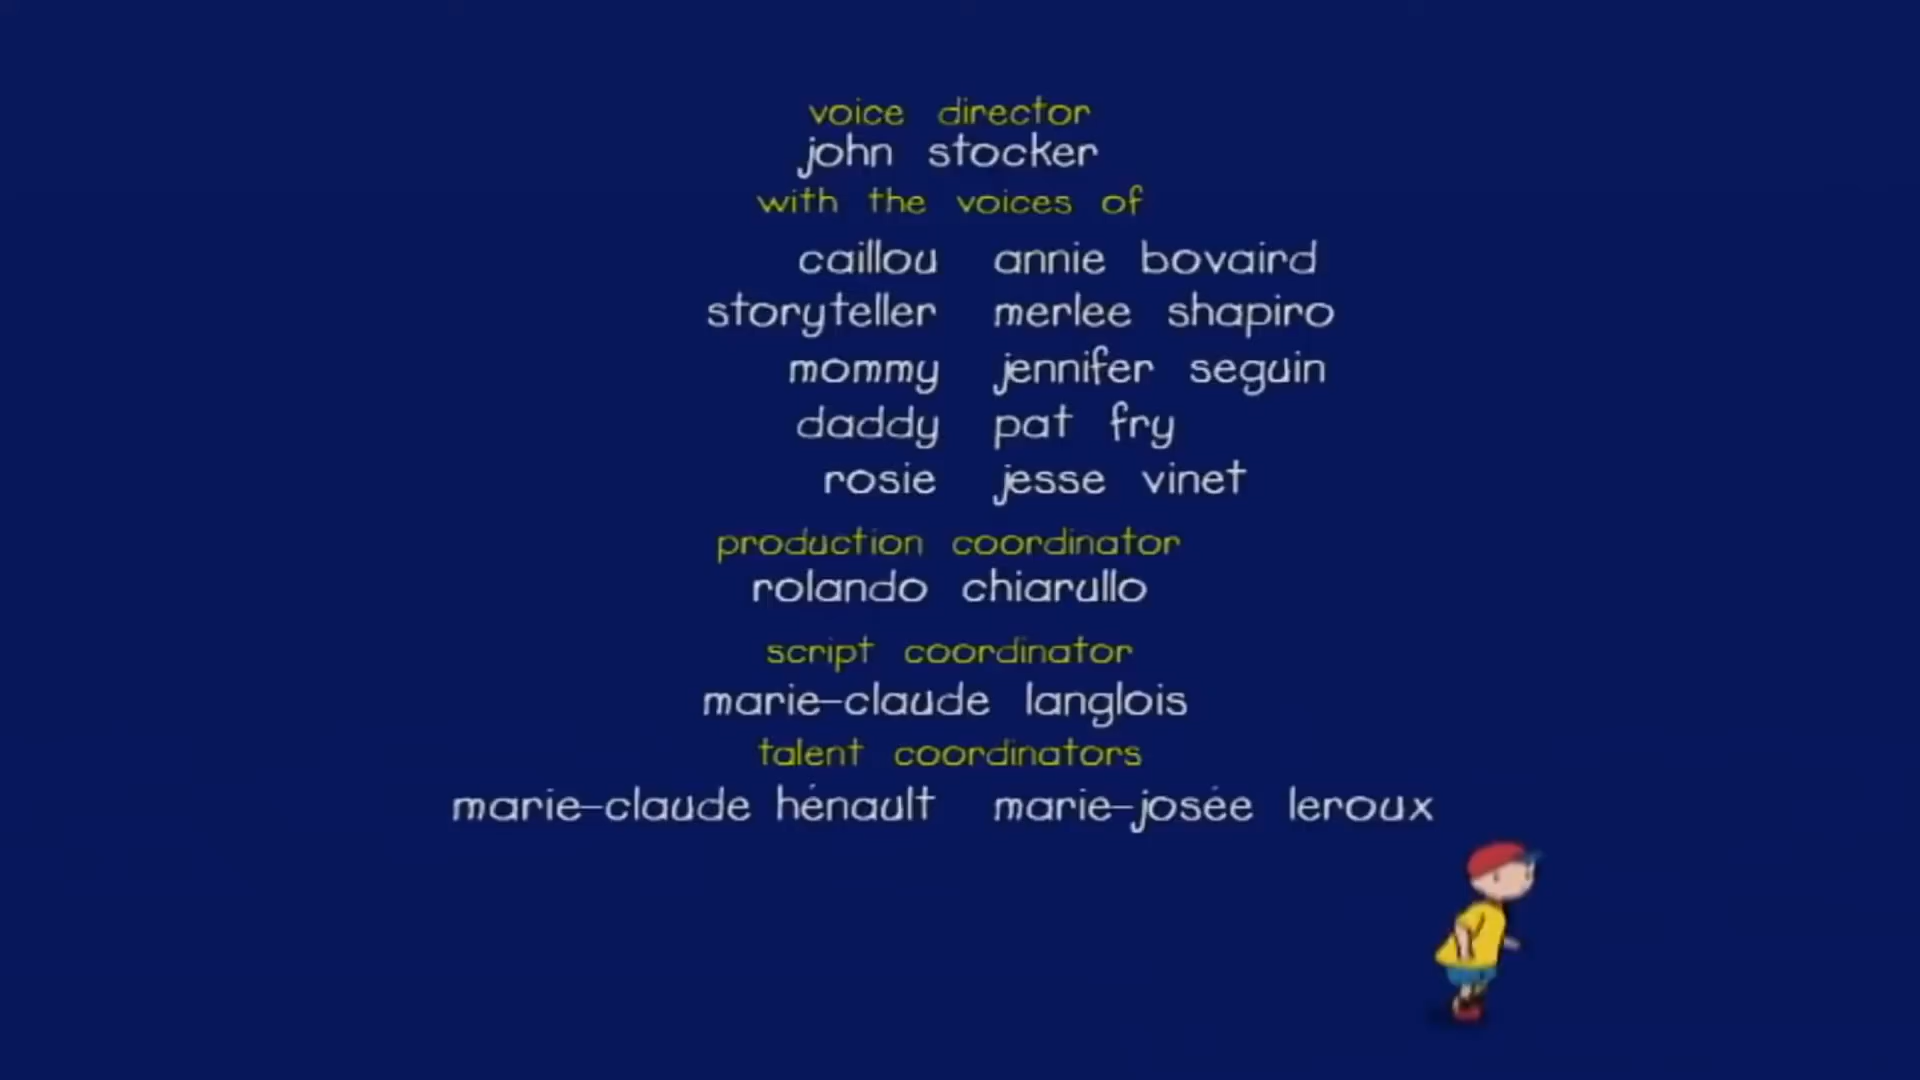 voice director
john stocker
with the voices of
caillou annie bovaird
storyteller merlee shapiro
mommy jennifer seguin
daddy pat fry
rosie jesse vinet
production coordinator
rolando chiarullo
script coordinator
marie-claude langlois
talent coordinators
marie-claude hénault marie-josée leroux